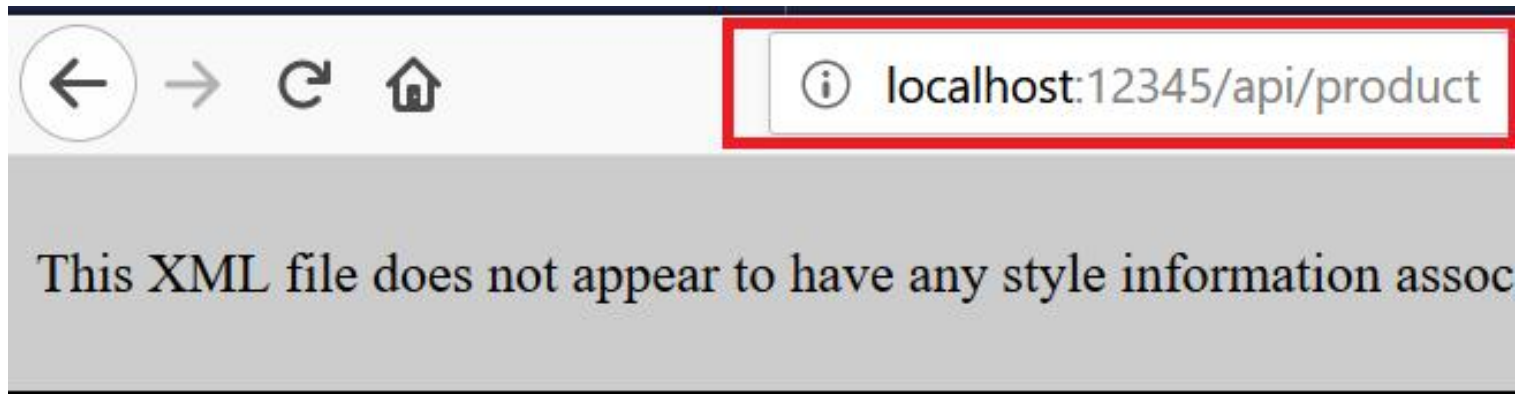 localhost:12345/api/product
This XML file does not appear to have any style information assoc